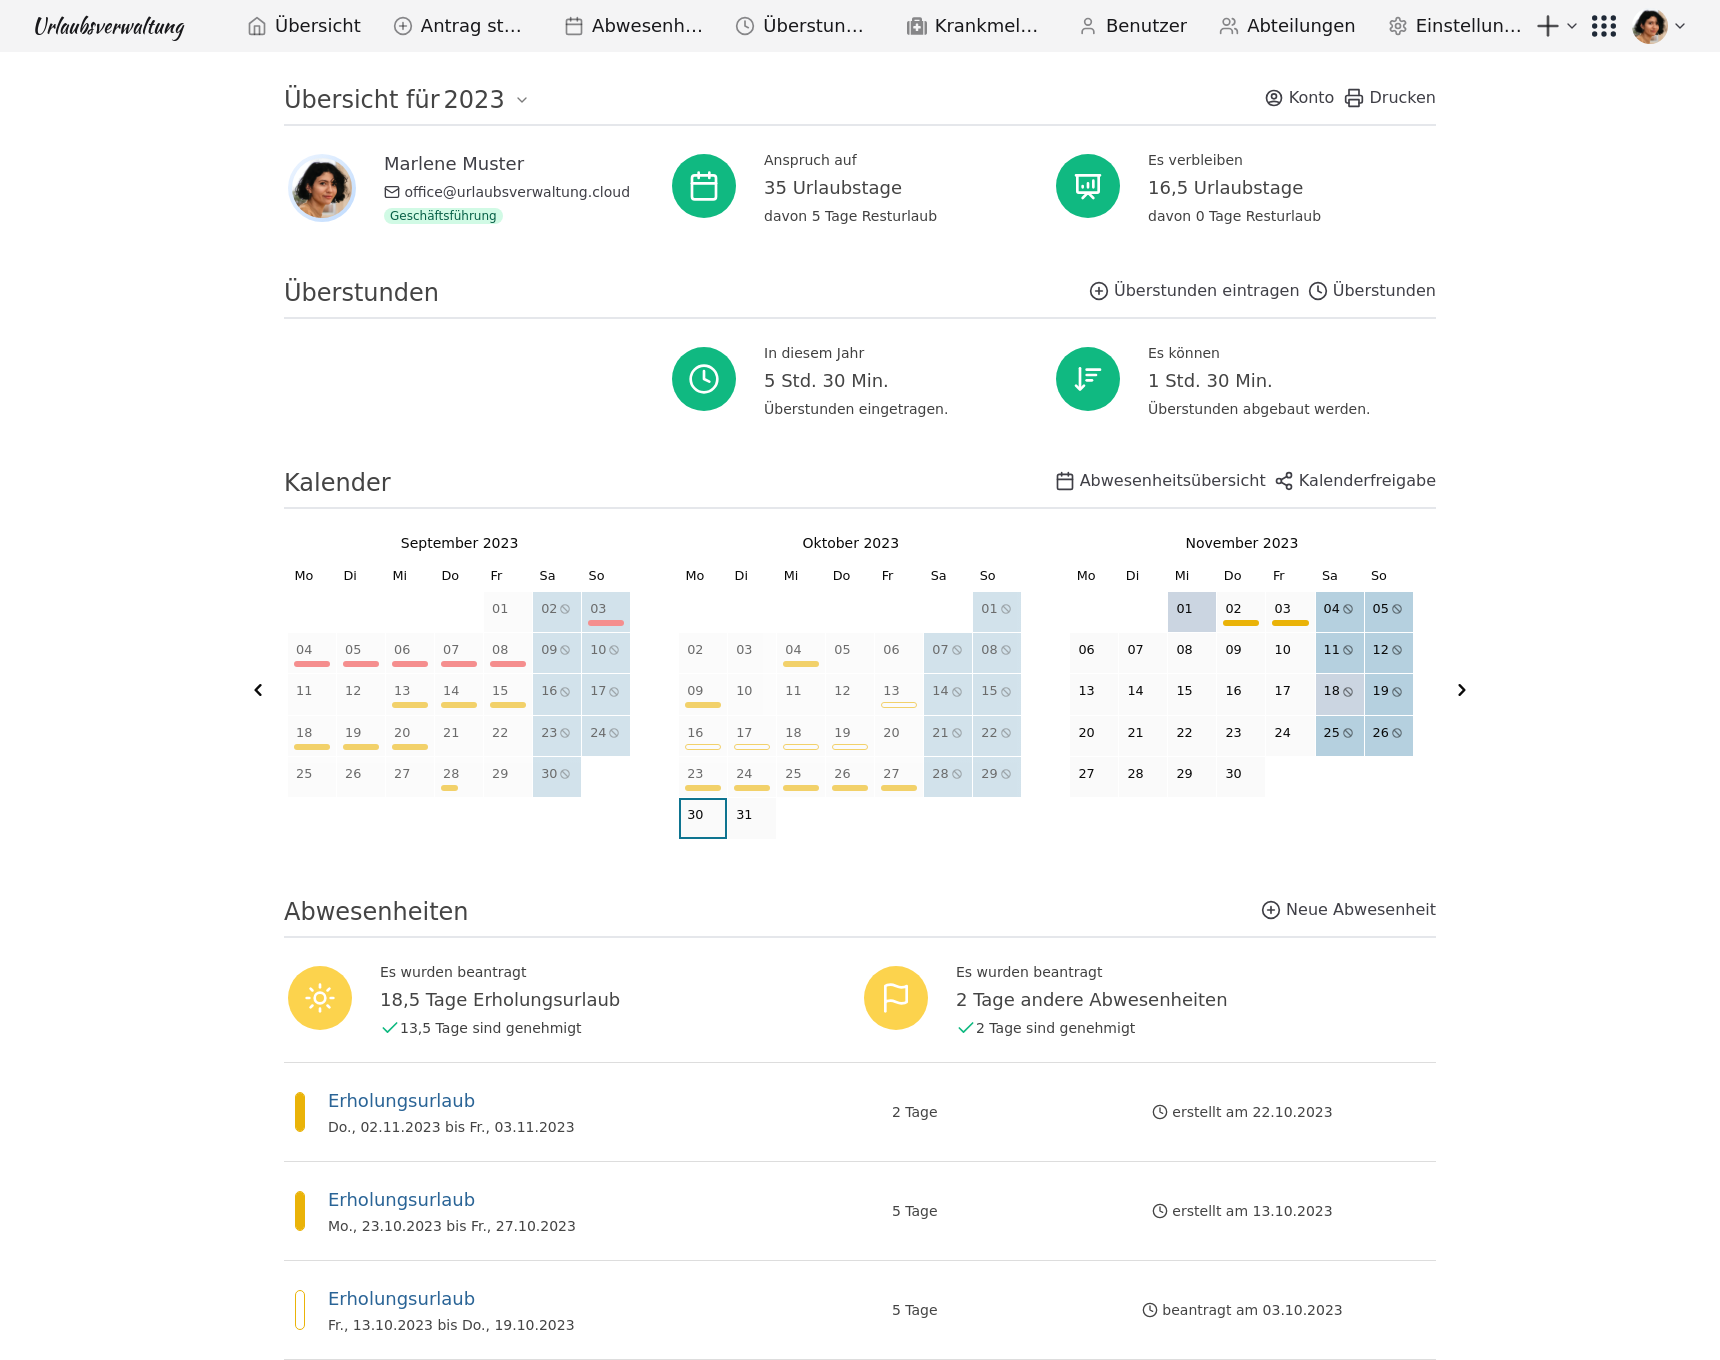 Urlaubsverwaltung Übersicht Antrag st... Abwesenh... Überstun... Krankmel... Benutzer Abteilungen Einstellun...
Übersicht für 2023 Konto Drucken
Marlene Muster
office@urlaubsverwaltung.cloud
Geschäftsführung
Anspruch auf
35 Urlaubstage
davon 5 Tage Resturlaub
Es verbleiben
16,5 Urlaubstage
davon 0 Tage Resturlaub
Überstunden Überstunden eintragen Überstunden
In diesem Jahr
5 Std. 30 Min.
Überstunden eingetragen.
Es können
1 Std. 30 Min.
Überstunden abgebaut werden.
Kalender Abwesenheitsübersicht Kalenderfreigabe
September 2023
Mo Di Mi Do Fr Sa So
01 02 03
04 05 06 07 08 09 10
11 12 13 14 15 16 17
18 19 20 21 22 23 24
25 26 27 28 29 30
Oktober 2023
Mo Di Mi Do Fr Sa So
01
02 03 04 05 06 07 08
09 10 11 12 13 14 15
16 17 18 19 20 21 22
23 24 25 26 27 28 29
30 31
November 2023
Mo Di Mi Do Fr Sa So
01 02 03 04 05
06 07 08 09 10 11 12
13 14 15 16 17 18 19
20 21 22 23 24 25 26
27 28 29 30
Abwesenheiten Neue Abwesenheit
Es wurden beantragt
18,5 Tage Erholungsurlaub
13,5 Tage sind genehmigt
Es wurden beantragt
2 Tage andere Abwesenheiten
2 Tage sind genehmigt
Erholungsurlaub
Do., 02.11.2023 bis Fr., 03.11.2023
2 Tage
erstellt am 22.10.2023
Erholungsurlaub
Mo., 23.10.2023 bis Fr., 27.10.2023
5 Tage
erstellt am 13.10.2023
Erholungsurlaub
Fr., 13.10.2023 bis Do., 19.10.2023
5 Tage
beantragt am 03.10.2023